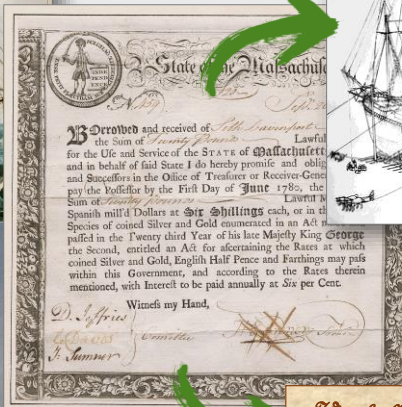 State of the Massachuse
No
Borrowed and received of Seth Davenport
the Sum of Twenty Pounds Lawful
for the Use and Service of the STATE of Massachusett
and in behalf of said State I do hereby promise and oblig
and Successors in the Office of Treasurer or Receiver-Gene
pay the Possessor by the First Day of June 1780, the
Sum of Twenty pounds Lawful M
Spanish mill'd Dollars at Six Shillings each, or in th
Species of coined Silver and Gold enumerated in an Act m
passed in the Twenty third Year of his late Majesty King George
the Second, entitled an Act for ascertaining the Rates at which
coined Silver and Gold, English Half Pence and Farthings may pass
within this Government, and according to the Rates therein
mentioned, with Interest to be paid annually at Six per Cent.
Witness my Hand,
D. Jeffries
Committee
I: Sumner